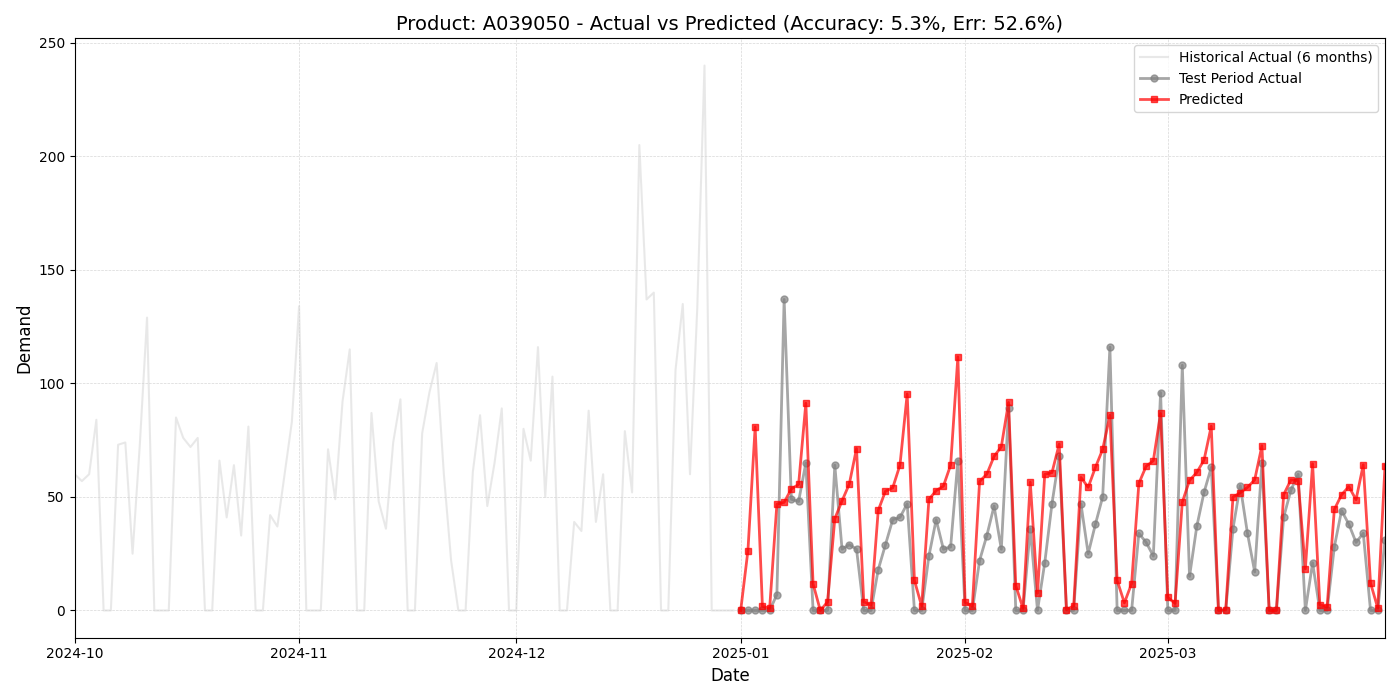 Product: A039050 - Actual vs Predicted (Accuracy: 5.3%, Err: 52.6%)
Historical Actual (6 months)
Test Period Actual
Predicted
Demand
250
200
150
100
50
0
2024-10
2024-11
2024-12
2025-01
2025-02
2025-03
Date